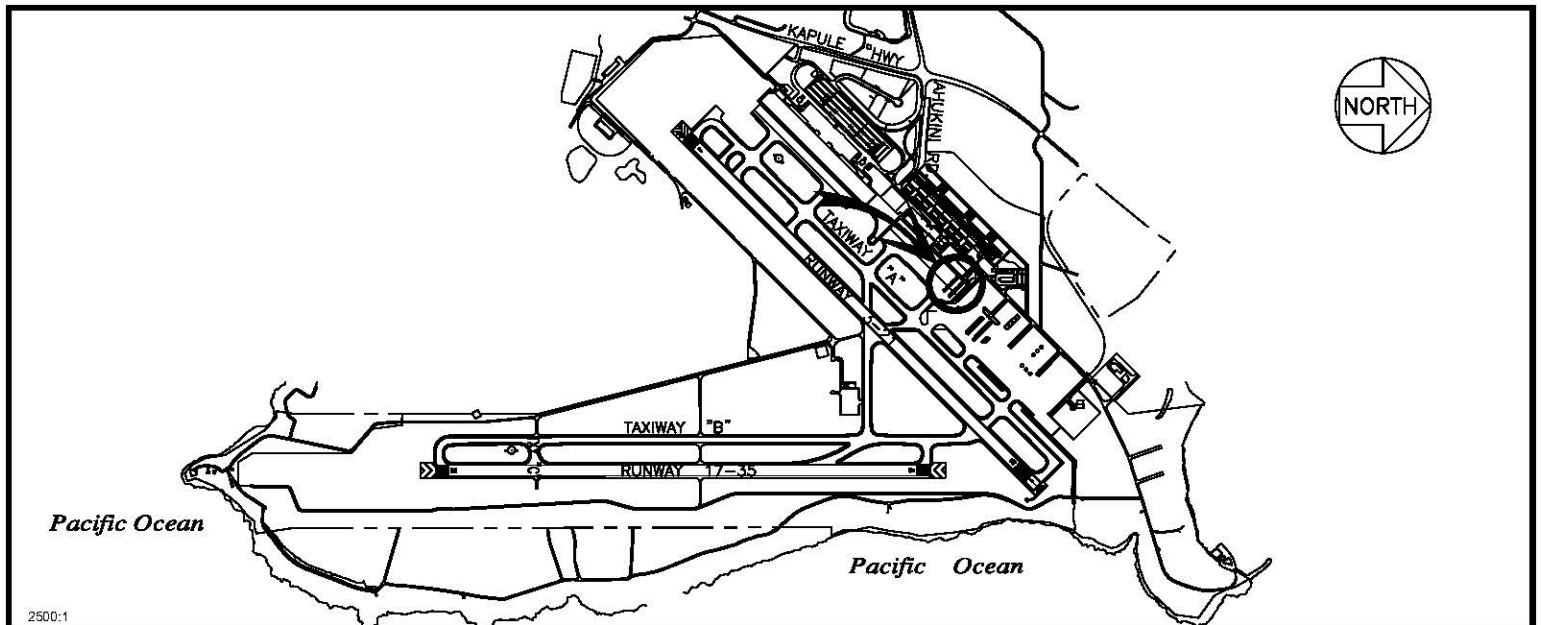 KAPULE HWY
AHUKINI RD
NORTH
TAXIWAY "A"
RUNWAY
TAXIWAY "B"
RUNWAY 17-35
Pacific Ocean
Pacific Ocean
2500:1